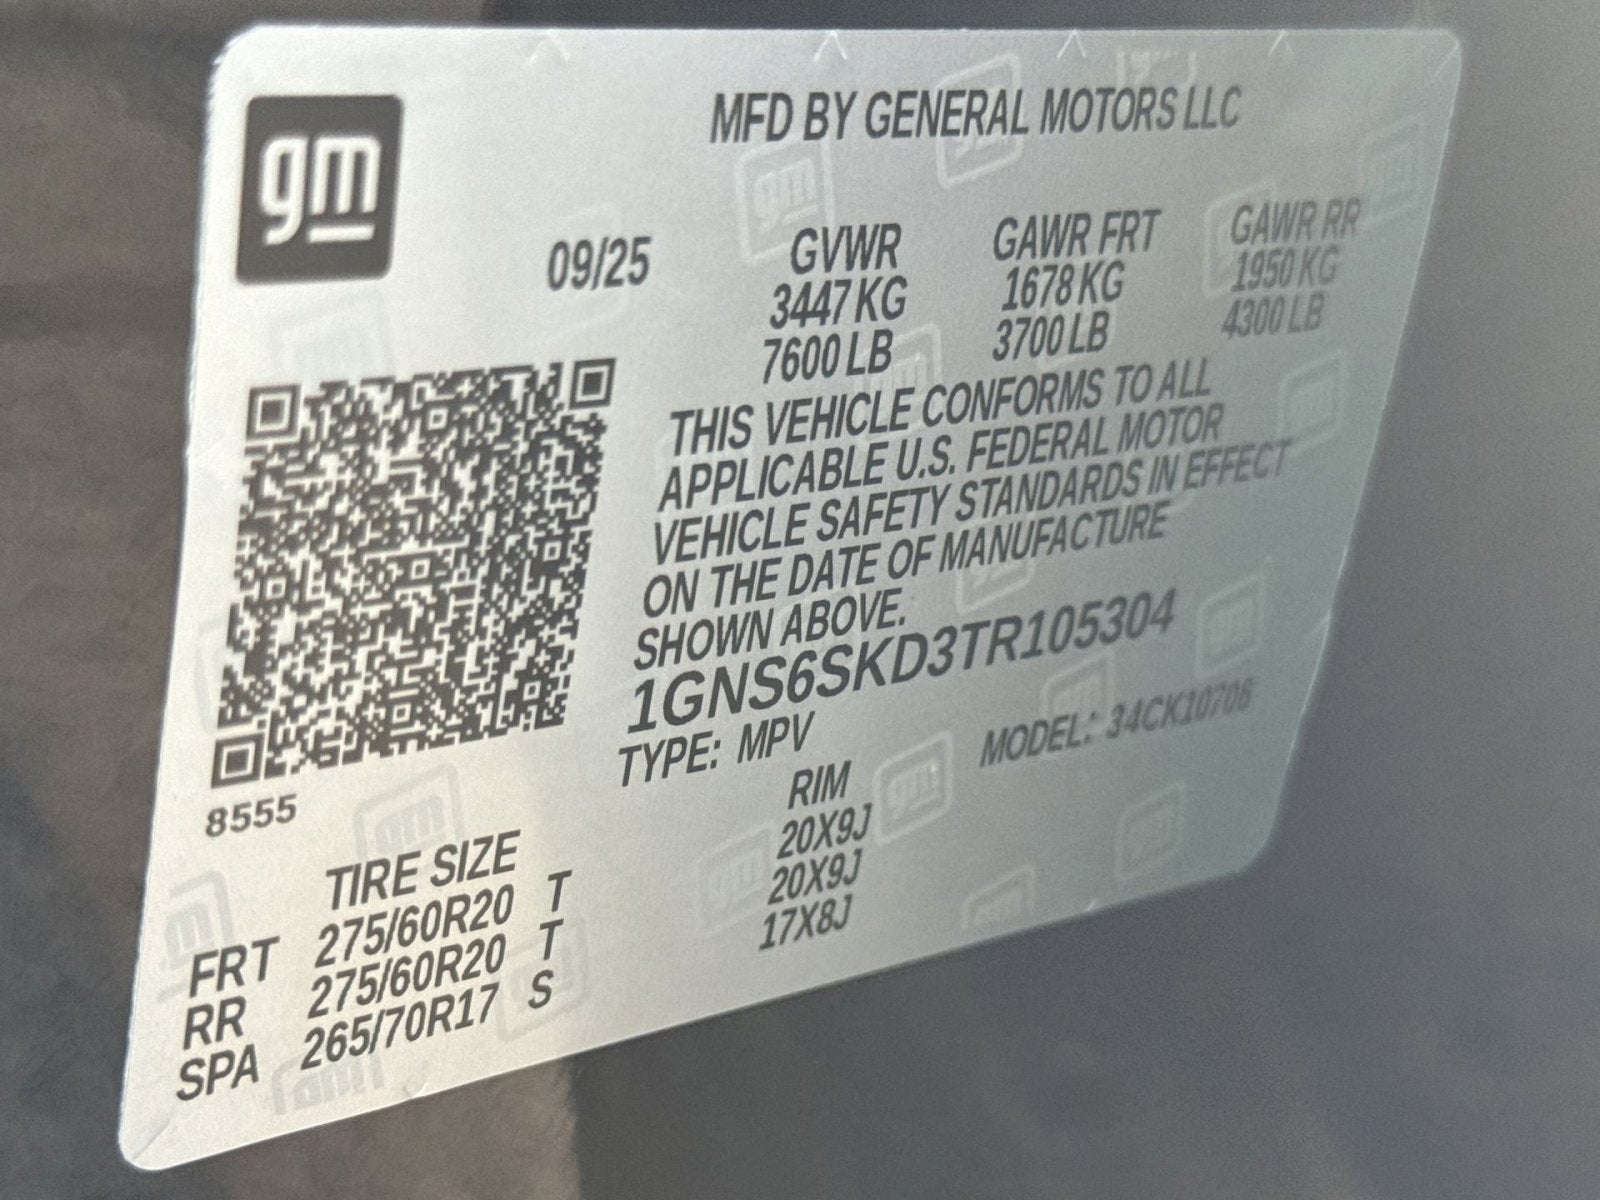 gm
MFD BY GENERAL MOTORS LLC
09/25
GVWR GAWR FRT GAWR RR
3447 KG 1678 KG 1950 KG
7600 LB 3700 LB 4300 LB
THIS VEHICLE CONFORMS TO ALL
APPLICABLE U.S. FEDERAL MOTOR
VEHICLE SAFETY STANDARDS IN EFFECT
ON THE DATE OF MANUFACTURE
SHOWN ABOVE.
1GNS6SKD3TR105304
TYPE: MPV MODEL: 34CK10706
8555
TIRE SIZE RIM
FRT 275/60R20 T 20X9J
RR 275/60R20 T 20X9J
SPA 265/70R17 S 17X8J